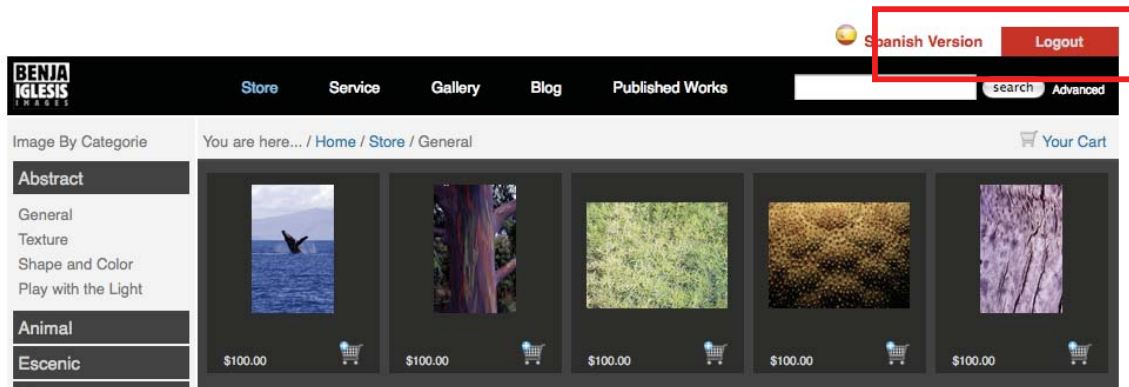 Spanish Version Logout
BENJA
IGLESIS
IMAGES
Store Service Gallery Blog Published Works search Advanced
Image By Categorie
You are here... / Home / Store / General
Your Cart
Abstract
General
Texture
Shape and Color
Play with the Light
Animal
Escenic
$100.00 $100.00 $100.00 $100.00 $100.00